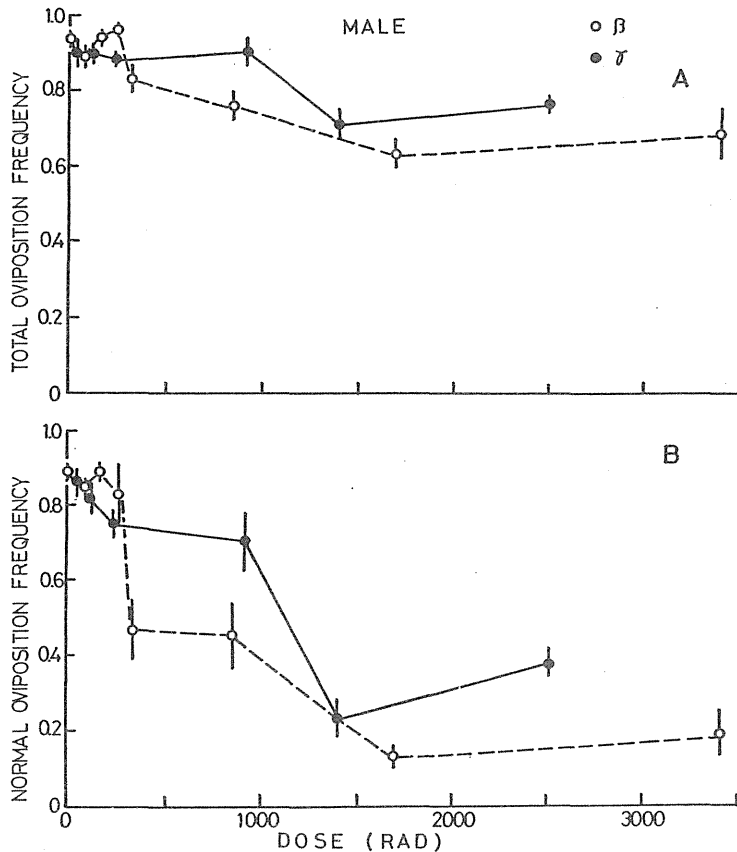 MALE
β
γ
A
TOTAL OVIPOSITION FREQUENCY
1.0
0.8
0.6
0.4
0.2
0
B
NORMAL OVIPOSITION FREQUENCY
1.0
0.8
0.6
0.4
0.2
0
0 1000 2000 3000
DOSE (RAD)